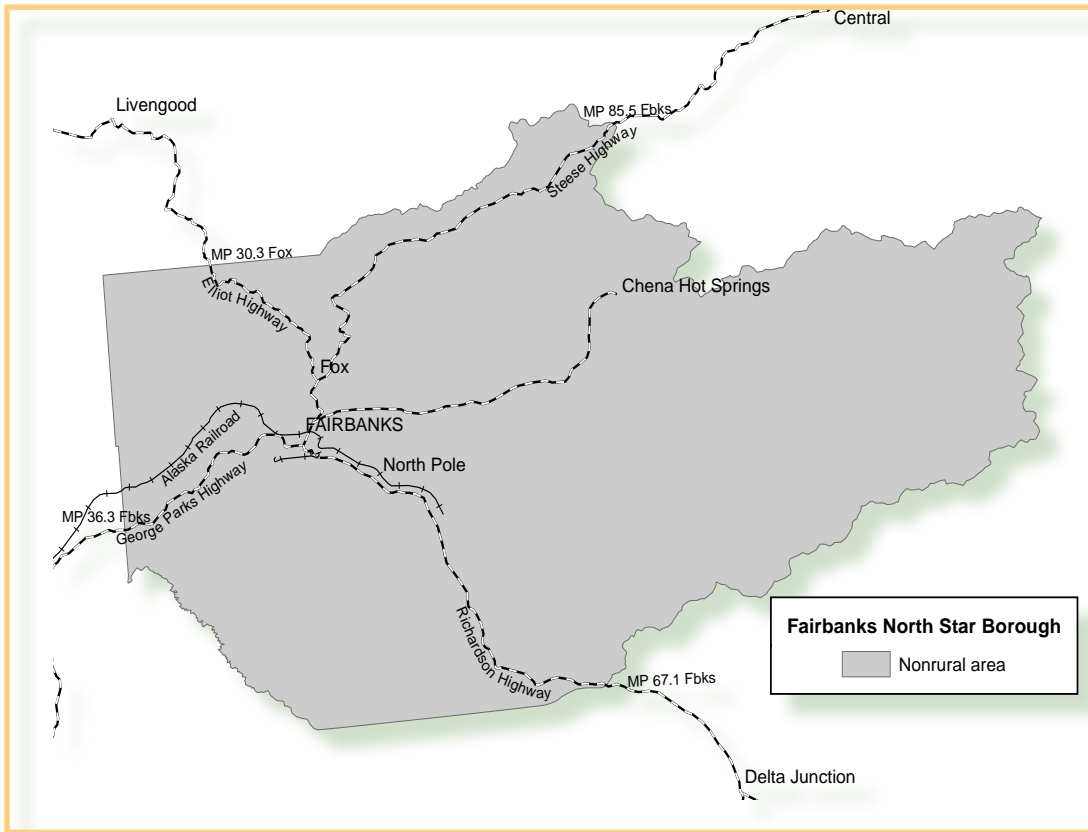 Central
Livengood
MP 85.5 Fbks
Steese Highway
MP 30.3 Fox
Elliot Highway
Chena Hot Springs
Fox
FAIRBANKS
Alaska Railroad
North Pole
MP 36.3 Fbks
George Parks Highway
Richardson Highway
Fairbanks North Star Borough
Nonrural area
MP 67.1 Fbks
Delta Junction